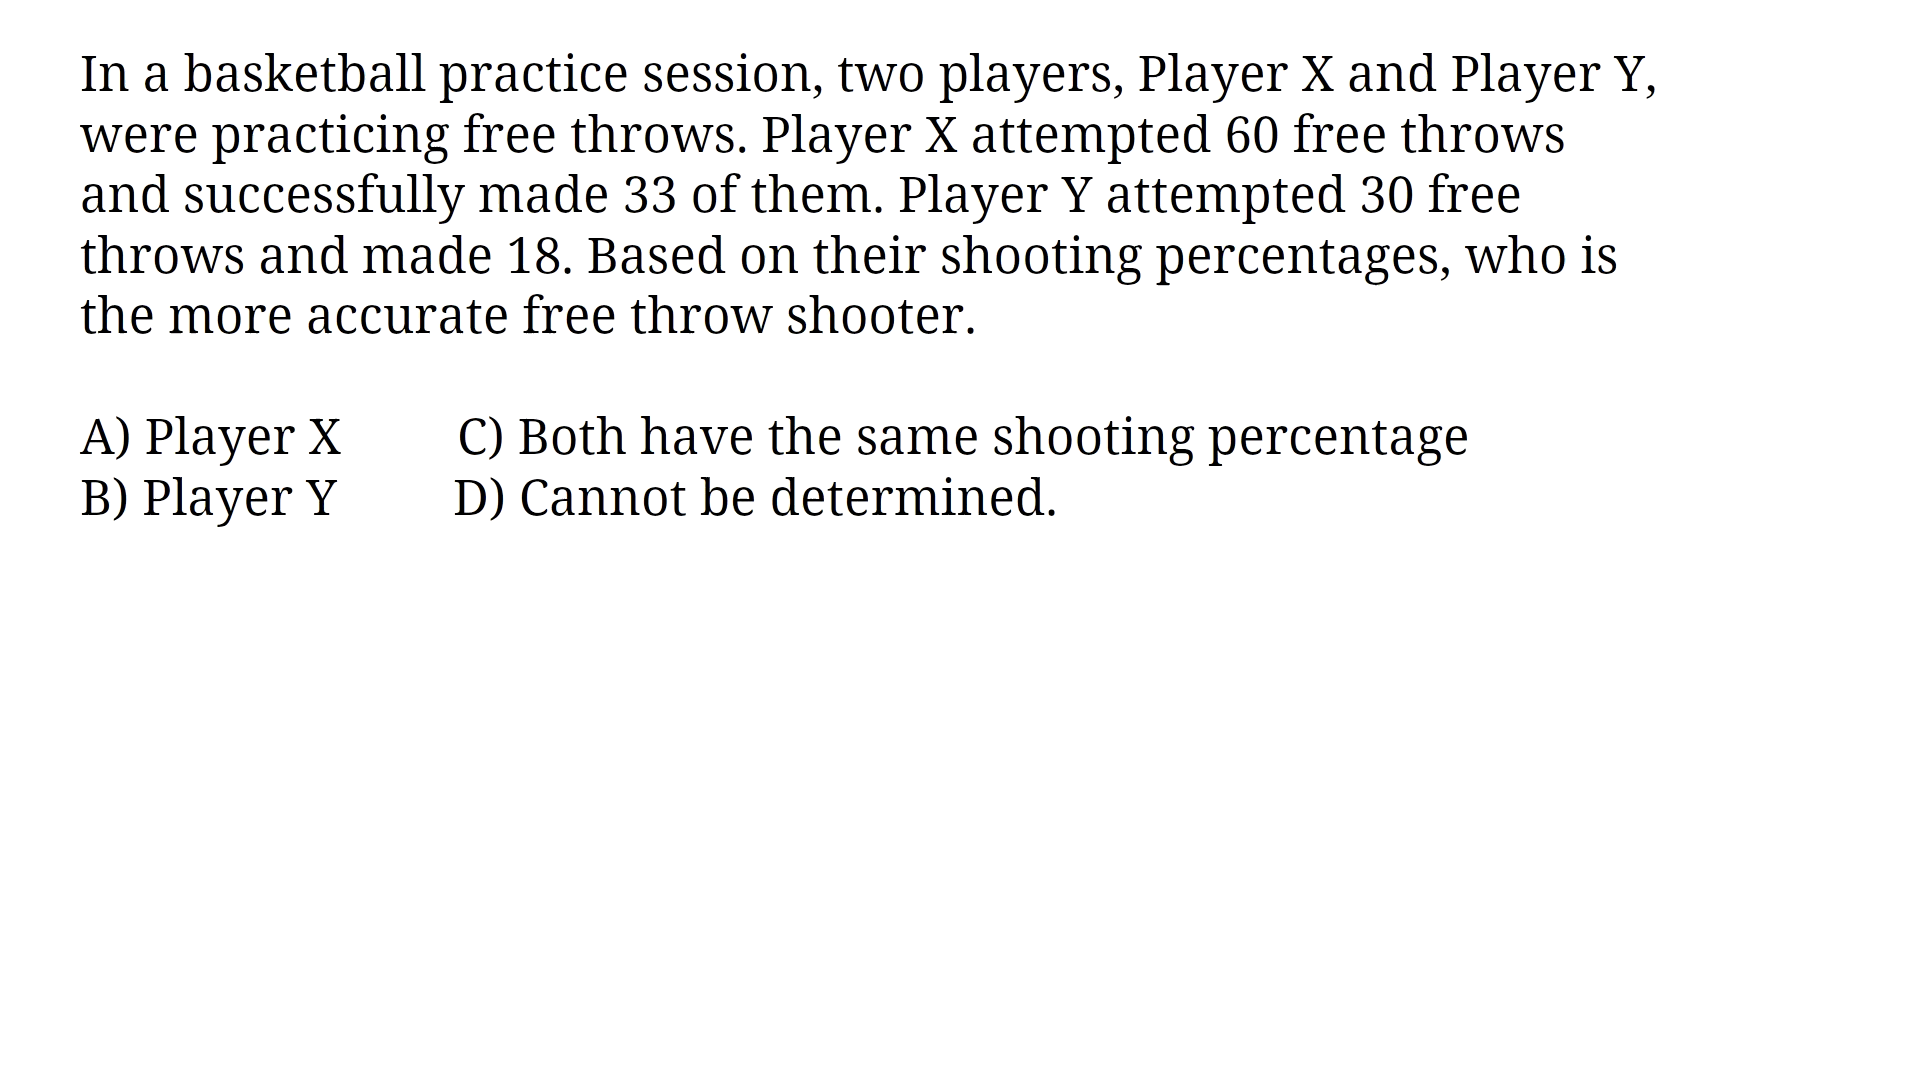 In a basketball practice session, two players, Player X and Player Y,
were practicing free throws. Player X attempted 60 free throws
and successfully made 33 of them. Player Y attempted 30 free
throws and made 18. Based on their shooting percentages, who is
the more accurate free throw shooter.
A) Player X C) Both have the same shooting percentage
B) Player Y D) Cannot be determined.